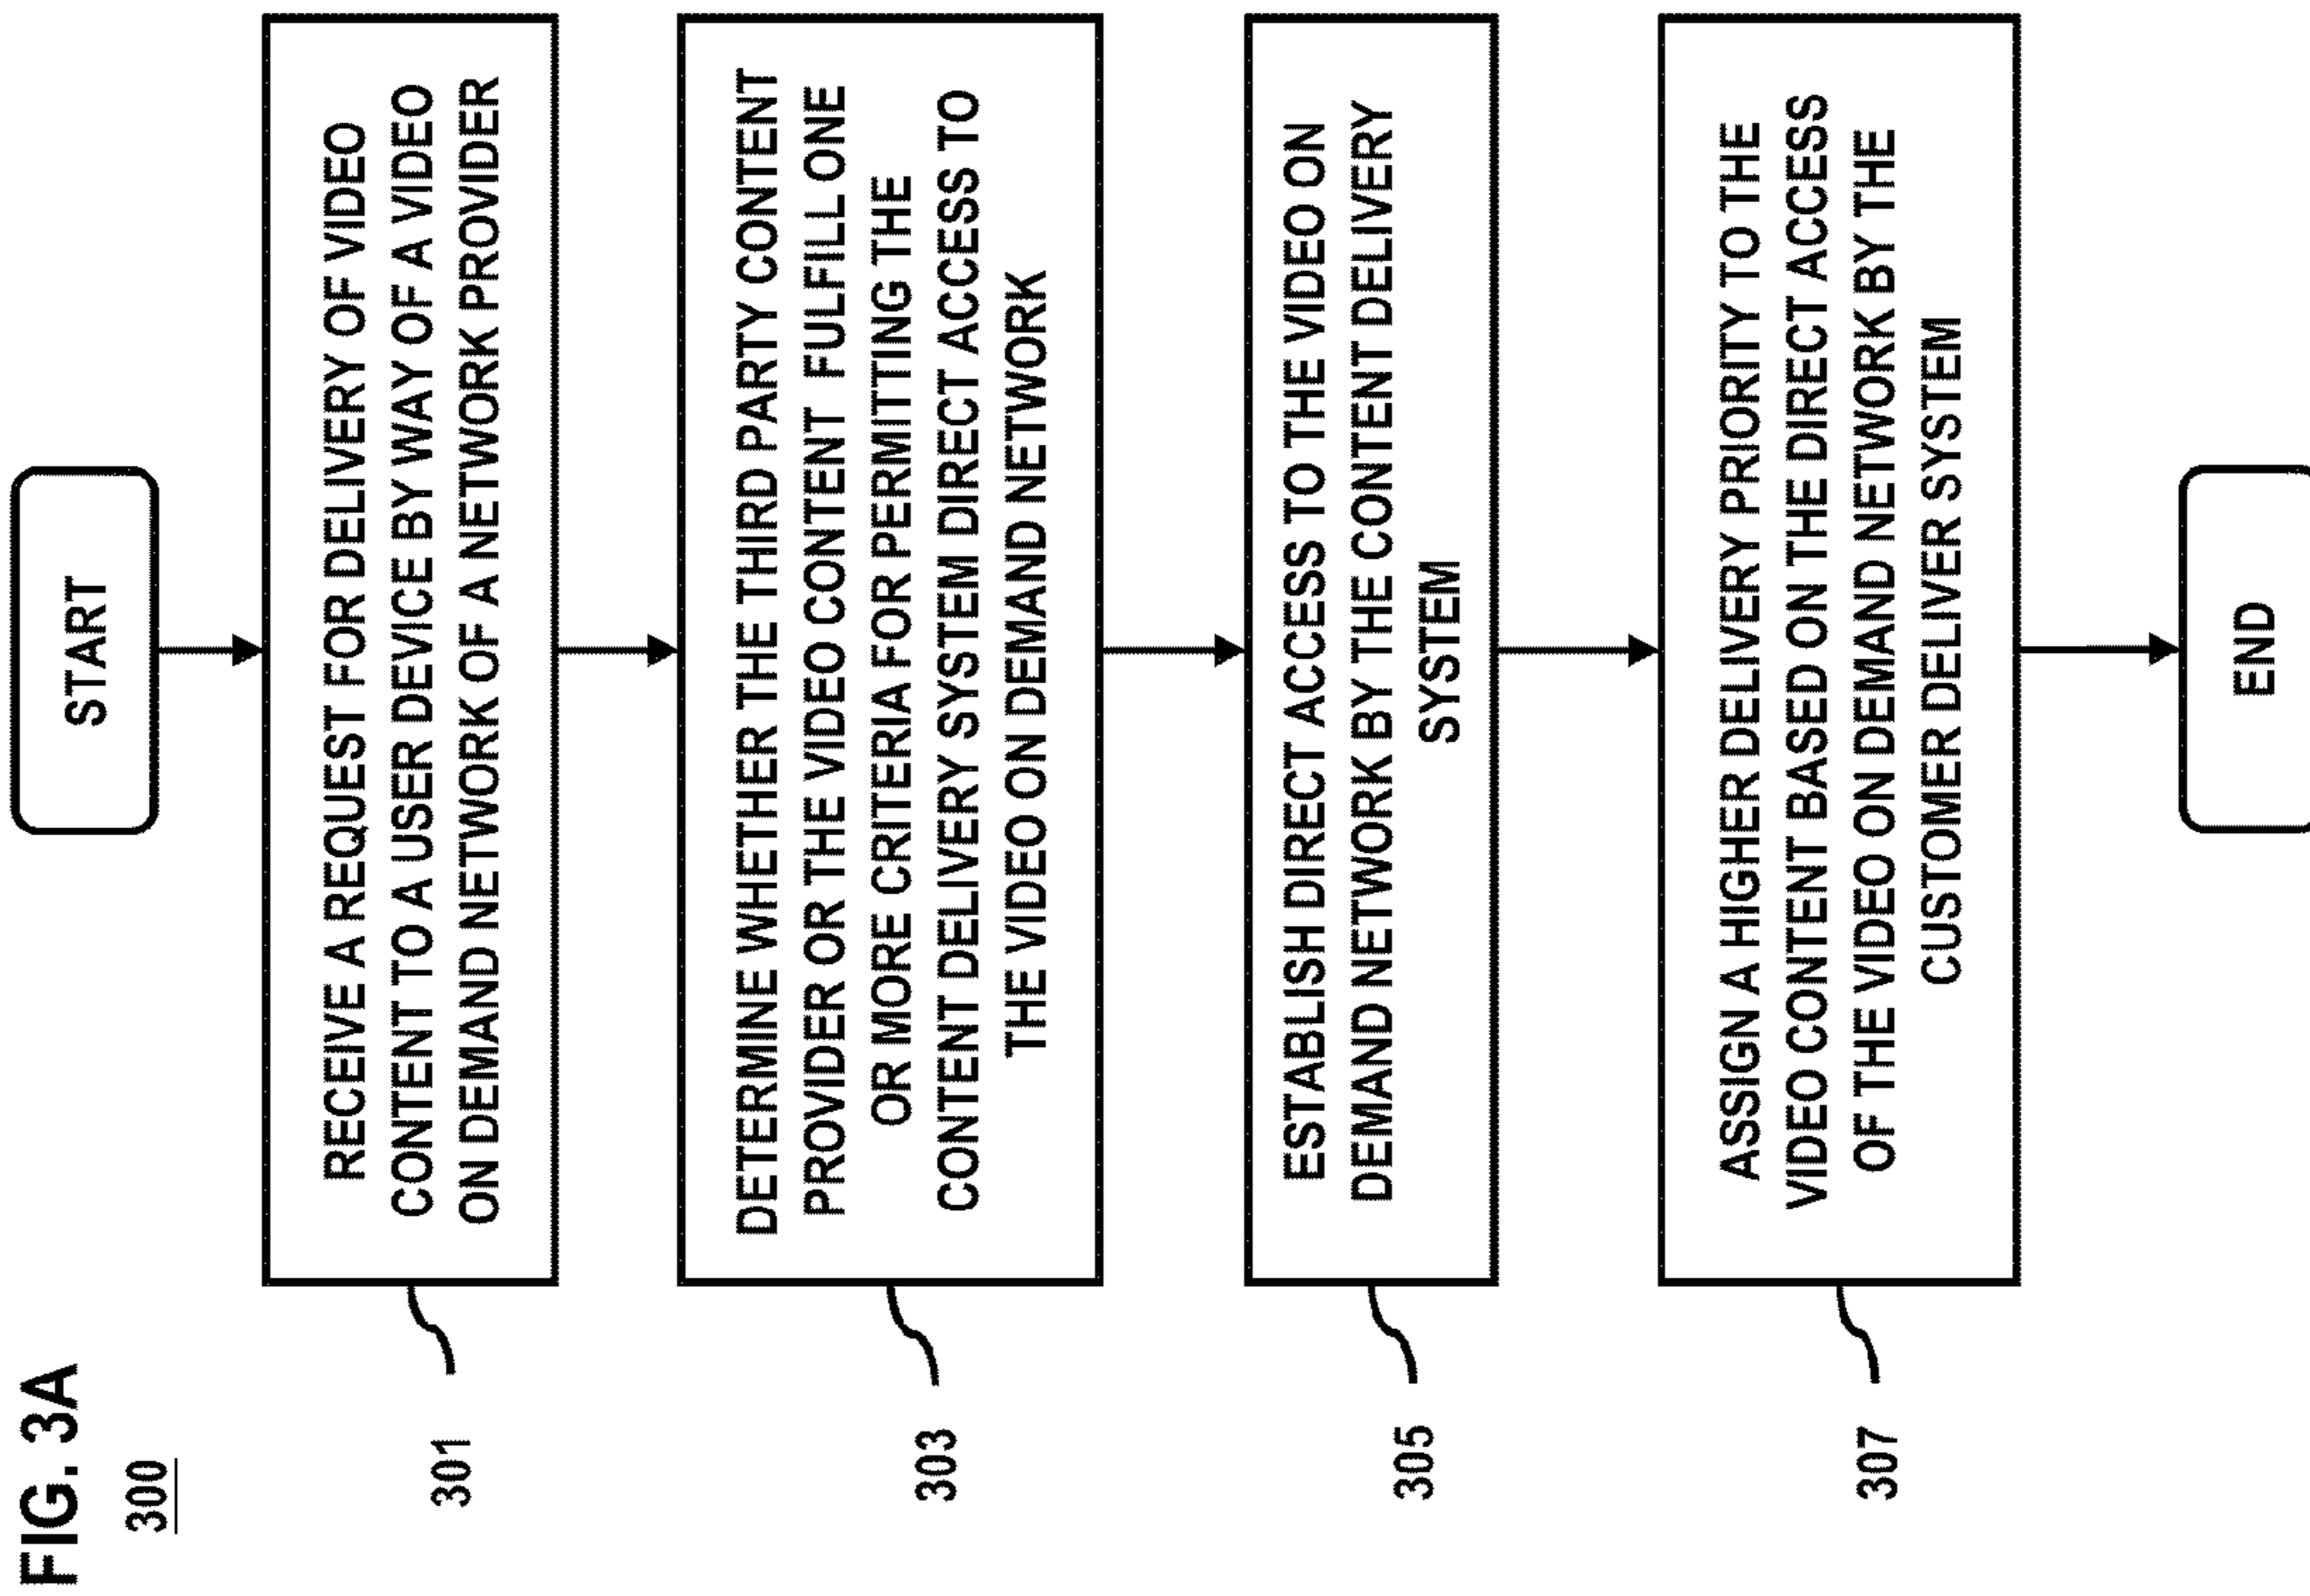 FIG. 3A
300
START
RECEIVE A REQUEST FOR DELIVERY OF VIDEO
CONTENT TO A USER DEVICE BY WAY OF A VIDEO
ON DEMAND NETWORK OF A NETWORK PROVIDER
301
DETERMINE WHETHER THE THIRD PARTY CONTENT
PROVIDER OR THE VIDEO CONTENT FULFILL ONE
OR MORE CRITERIA FOR PERMITTING THE
CONTENT DELIVERY SYSTEM DIRECT ACCESS TO
THE VIDEO ON DEMAND NETWORK
303
ESTABLISH DIRECT ACCESS TO THE VIDEO ON
DEMAND NETWORK BY THE CONTENT DELIVERY
SYSTEM
305
ASSIGN A HIGHER DELIVERY PRIORITY TO THE
VIDEO CONTENT BASED ON THE DIRECT ACCESS
OF THE VIDEO ON DEMAND NETWORK BY THE
CUSTOMER DELIVER SYSTEM
307
END